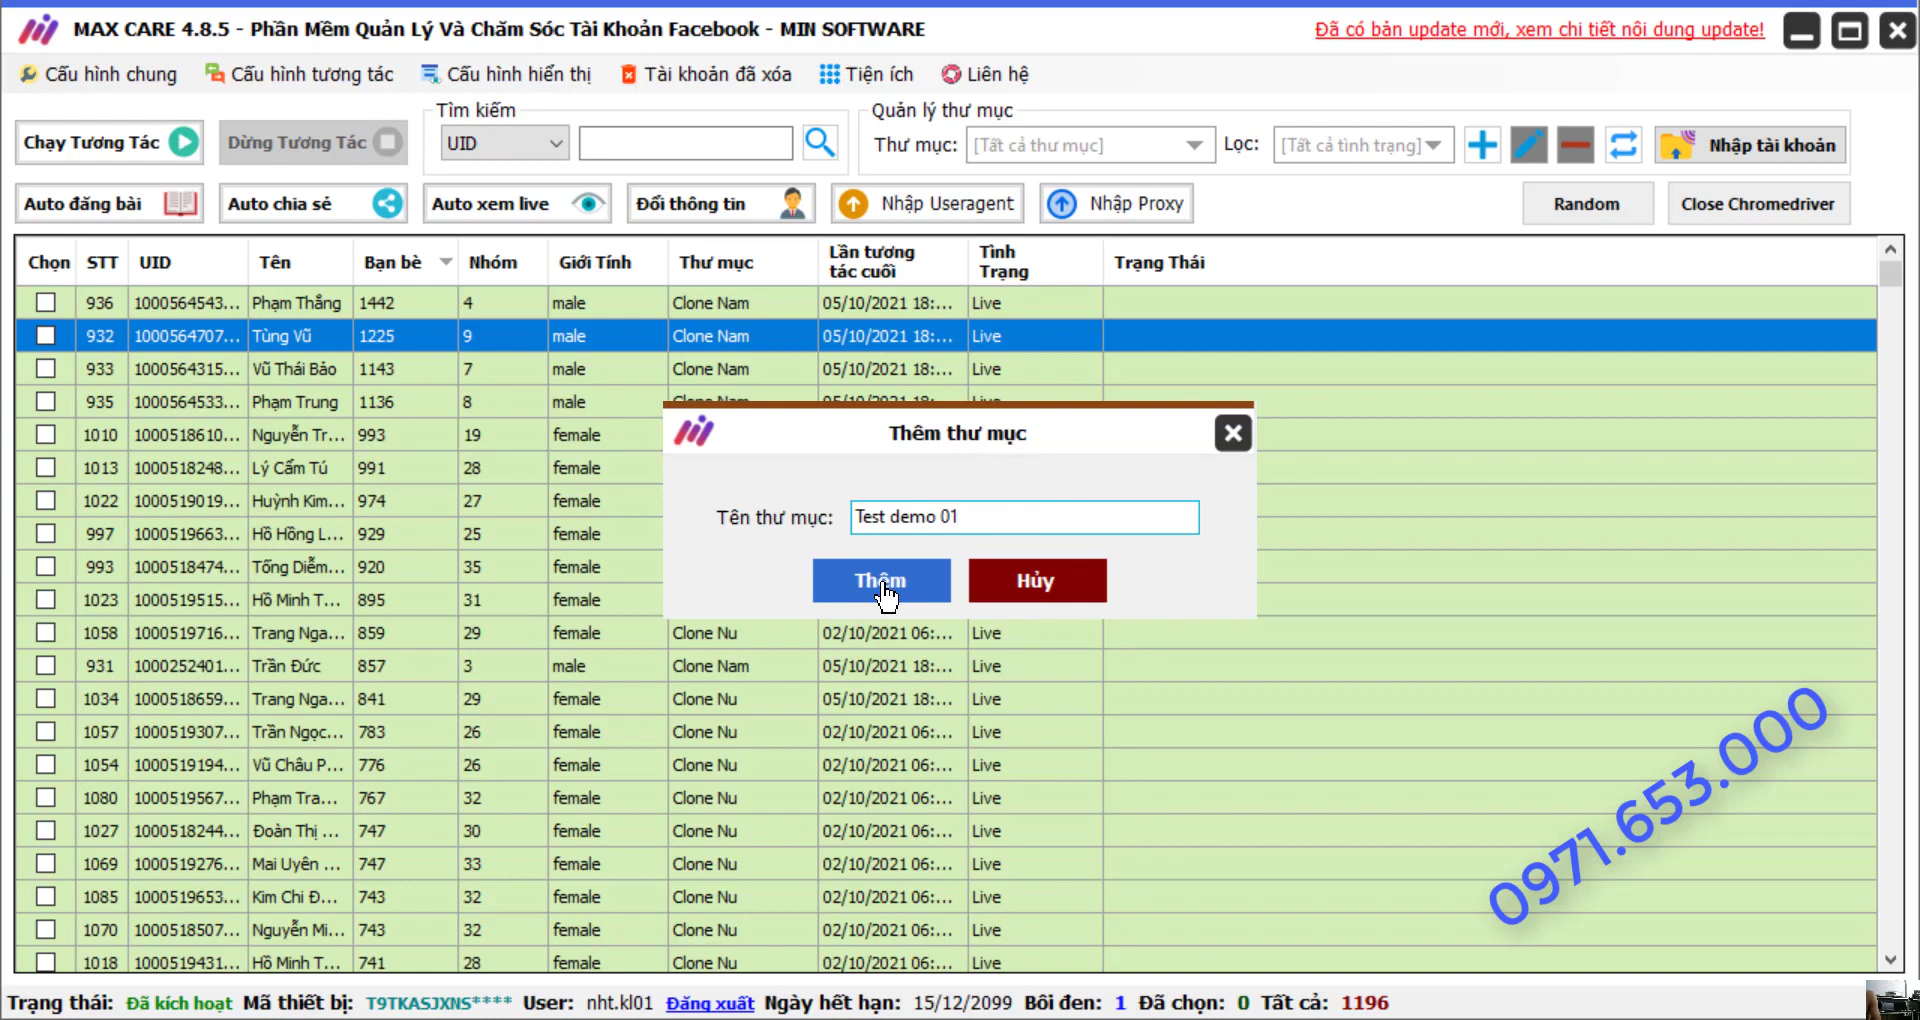 MAX CARE 4.8.5 - Phần Mềm Quản Lý Và Chăm Sóc Tài Khoản Facebook - MIN SOFTWARE
Đã có bản update mới, xem chi tiết nội dung update!
Cấu hình chung Cấu hình tương tác Cấu hình hiển thị Tài khoản đã xóa Tiện ích Liên hệ
Chạy Tương Tác Dừng Tương Tác
Tìm kiếm
UID
Quản lý thư mục
Thư mục: [Tất cả thư mục] Lọc: [Tất cả tình trạng] Nhập tài khoản
Auto đăng bài Auto chia sẻ Auto xem live Đổi thông tin Nhập Useragent Nhập Proxy Random Close Chromedriver
Chọn STT UID Tên Bạn bè Nhóm Giới Tính Thư mục Lần tương tác cuối Tình Trạng Trạng Thái
936 1000564543... Phạm Thắng 1442 4 male Clone Nam 05/10/2021 18:... Live
932 1000564707... Tùng Vũ 1225 9 male Clone Nam 05/10/2021 18:... Live
933 1000564315... Vũ Thái Bảo 1143 7 male Clone Nam 05/10/2021 18:... Live
935 1000564533... Phạm Trung 1136 8 male
1010 1000518610... Nguyễn Tr... 993 19 female
1013 1000518248... Lý Cẩm Tú 991 28 female
1022 1000519019... Huỳnh Kim... 974 27 female
997 1000519663... Hồ Hồng L... 929 25 female
993 1000518474... Tống Diễm... 920 35 female
1023 1000519515... Hồ Minh T... 895 31 female
1058 1000519716... Trang Nga... 859 29 female Clone Nu 02/10/2021 06:... Live
931 1000252401... Trần Đức 857 3 male Clone Nam 05/10/2021 18:... Live
1034 1000518659... Trang Nga... 841 29 female Clone Nu 05/10/2021 18:... Live
1057 1000519307... Trần Ngọc... 783 26 female Clone Nu 02/10/2021 06:... Live
1054 1000519194... Vũ Châu P... 776 26 female Clone Nu 02/10/2021 06:... Live
1080 1000519567... Phạm Tra... 767 32 female Clone Nu 02/10/2021 06:... Live
1027 1000518244... Đoàn Thị ... 747 30 female Clone Nu 02/10/2021 06:... Live
1069 1000519276... Mai Uyên ... 747 33 female Clone Nu 02/10/2021 06:... Live
1085 1000519653... Kim Chi Đ... 743 32 female Clone Nu 02/10/2021 06:... Live
1070 1000518507... Nguyễn Mi... 743 32 female Clone Nu 02/10/2021 06:... Live
1018 1000519431... Hồ Minh T... 741 28 female Clone Nu 02/10/2021 06:... Live
Thêm thư mục
Tên thư mục: Test demo 01
Thêm Hủy
0971.653.000
Trạng thái: Đã kích hoạt Mã thiết bị: T9TKASJXNS**** User: nht.kl01 Đăng xuất Ngày hết hạn: 15/12/2099 Bôi đen: 1 Đã chọn: 0 Tất cả: 1196